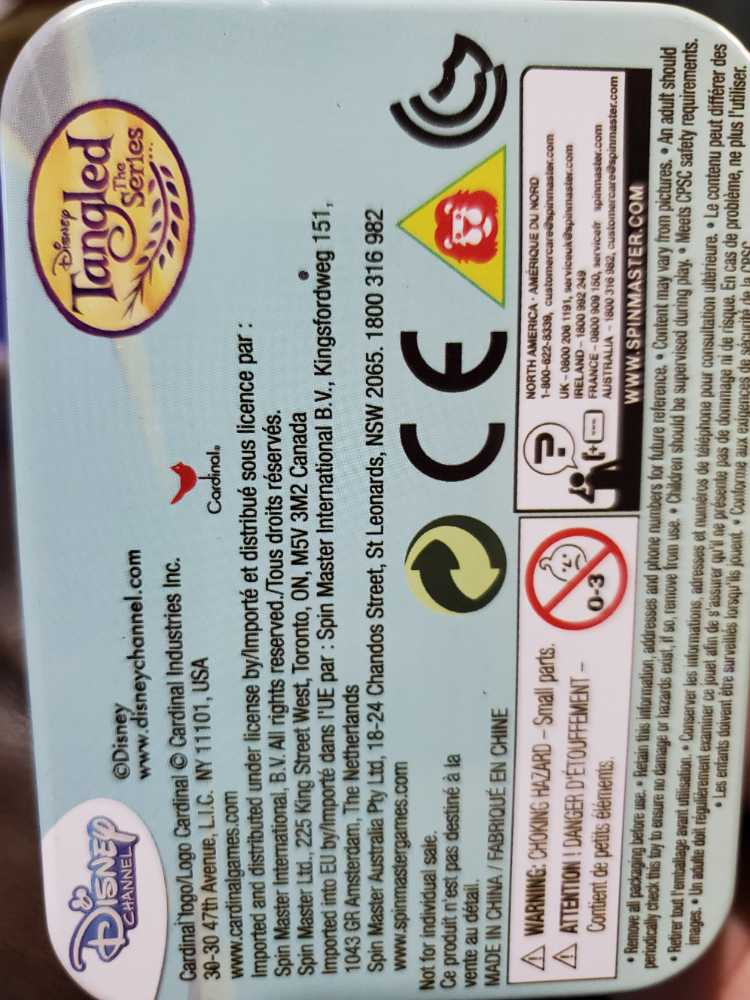 DISNEY
CHANNEL
©Disney
www.disneychannel.com
Disney
Tangled
The
Series
Cardinal logo/Logo Cardinal © Cardinal Industries Inc.
30-30 47th Avenue, L.I.C. NY 11101, USA
www.cardinalgames.com
Cardinal®
Imported and distributed under license by/Importé et distribué sous licence par :
Spin Master International, B.V. All rights reserved./Tous droits réservés.
Spin Master Ltd., 225 King Street West, Toronto, ON, M5V 3M2 Canada
Imported into EU by/Importé dans l'UE par : Spin Master International B.V., Kingsfordweg 151,
1043 GR Amsterdam, The Netherlands
Spin Master Australia Pty Ltd, 18-24 Chandos Street, St Leonards, NSW 2065. 1800 316 982
www.spinmastergames.com
Not for individual sale.
Ce produit n'est pas destiné à la
vente au détail.
MADE IN CHINA / FABRIQUÉ EN CHINE
CE
WARNING: CHOKING HAZARD – Small parts.
ATTENTION ! DANGER D'ÉTOUFFEMENT –
Contient de petits éléments.
0-3
?
NORTH AMERICA · AMÉRIQUE DU NORD
1-800-622-8339, customercare@spinmaster.com
UK – 0800 206 1191, serviceuk@spinmaster.com
IRELAND – 1800 992 249
FRANCE – 0800 909 150, servicefr spinmaster.com
AUSTRALIA – 1800 316 982, customercare@spinmaster.com
WWW.SPINMASTER.COM
• Remove all packaging before use. • Retain this information, addresses and phone numbers for future reference. • Content may vary from pictures. • An adult should
periodically check this toy to ensure no damage or hazards exist, if so, remove from use. • Children should be supervised during play. • Meets CPSC safety requirements.
• Retirer tout l'emballage avant utilisation. • Conserver les informations, adresses et numéros de téléphone pour consultation ultérieure. • Le contenu peut différer des
images. • Un adulte doit régulièrement examiner ce jouet afin de s'assurer qu'il ne présente pas de dommage ni de risque. En cas de problème, ne plus l'utiliser.
• Les enfants doivent être surveillés lorsqu'ils jouent. • Conforme aux exigences de sécurité de la CPSC.